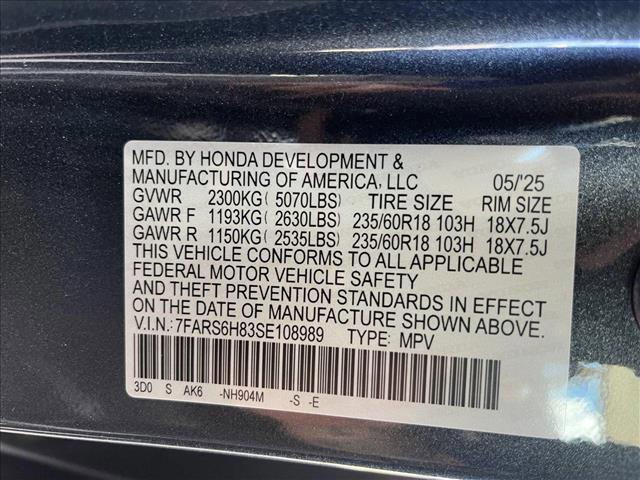 MFD. BY HONDA DEVELOPMENT &
MANUFACTURING OF AMERICA, LLC 05/'25
GVWR 2300KG( 5070LBS) TIRE SIZE RIM SIZE
GAWR F 1193KG( 2630LBS) 235/60R18 103H 18X7.5J
GAWR R 1150KG( 2535LBS) 235/60R18 103H 18X7.5J
THIS VEHICLE CONFORMS TO ALL APPLICABLE
FEDERAL MOTOR VEHICLE SAFETY
AND THEFT PREVENTION STANDARDS IN EFFECT
ON THE DATE OF MANUFACTURE SHOWN ABOVE.
V.I.N.: 7FARS6H83SE108989 TYPE: MPV
3D0 S AK6 -NH904M -S -E